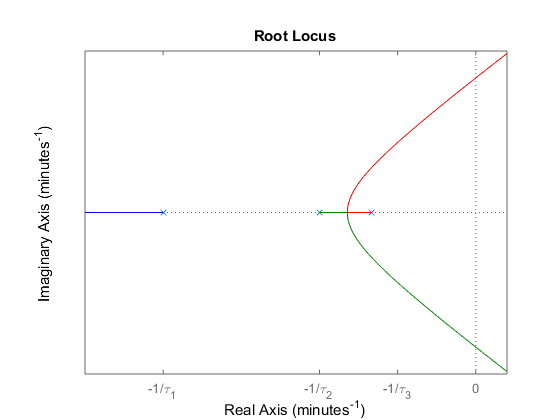 Root Locus
Imaginary Axis (minutes⁻¹)
-1/τ₁ -1/τ₂ -1/τ₃ 0
Real Axis (minutes⁻¹)